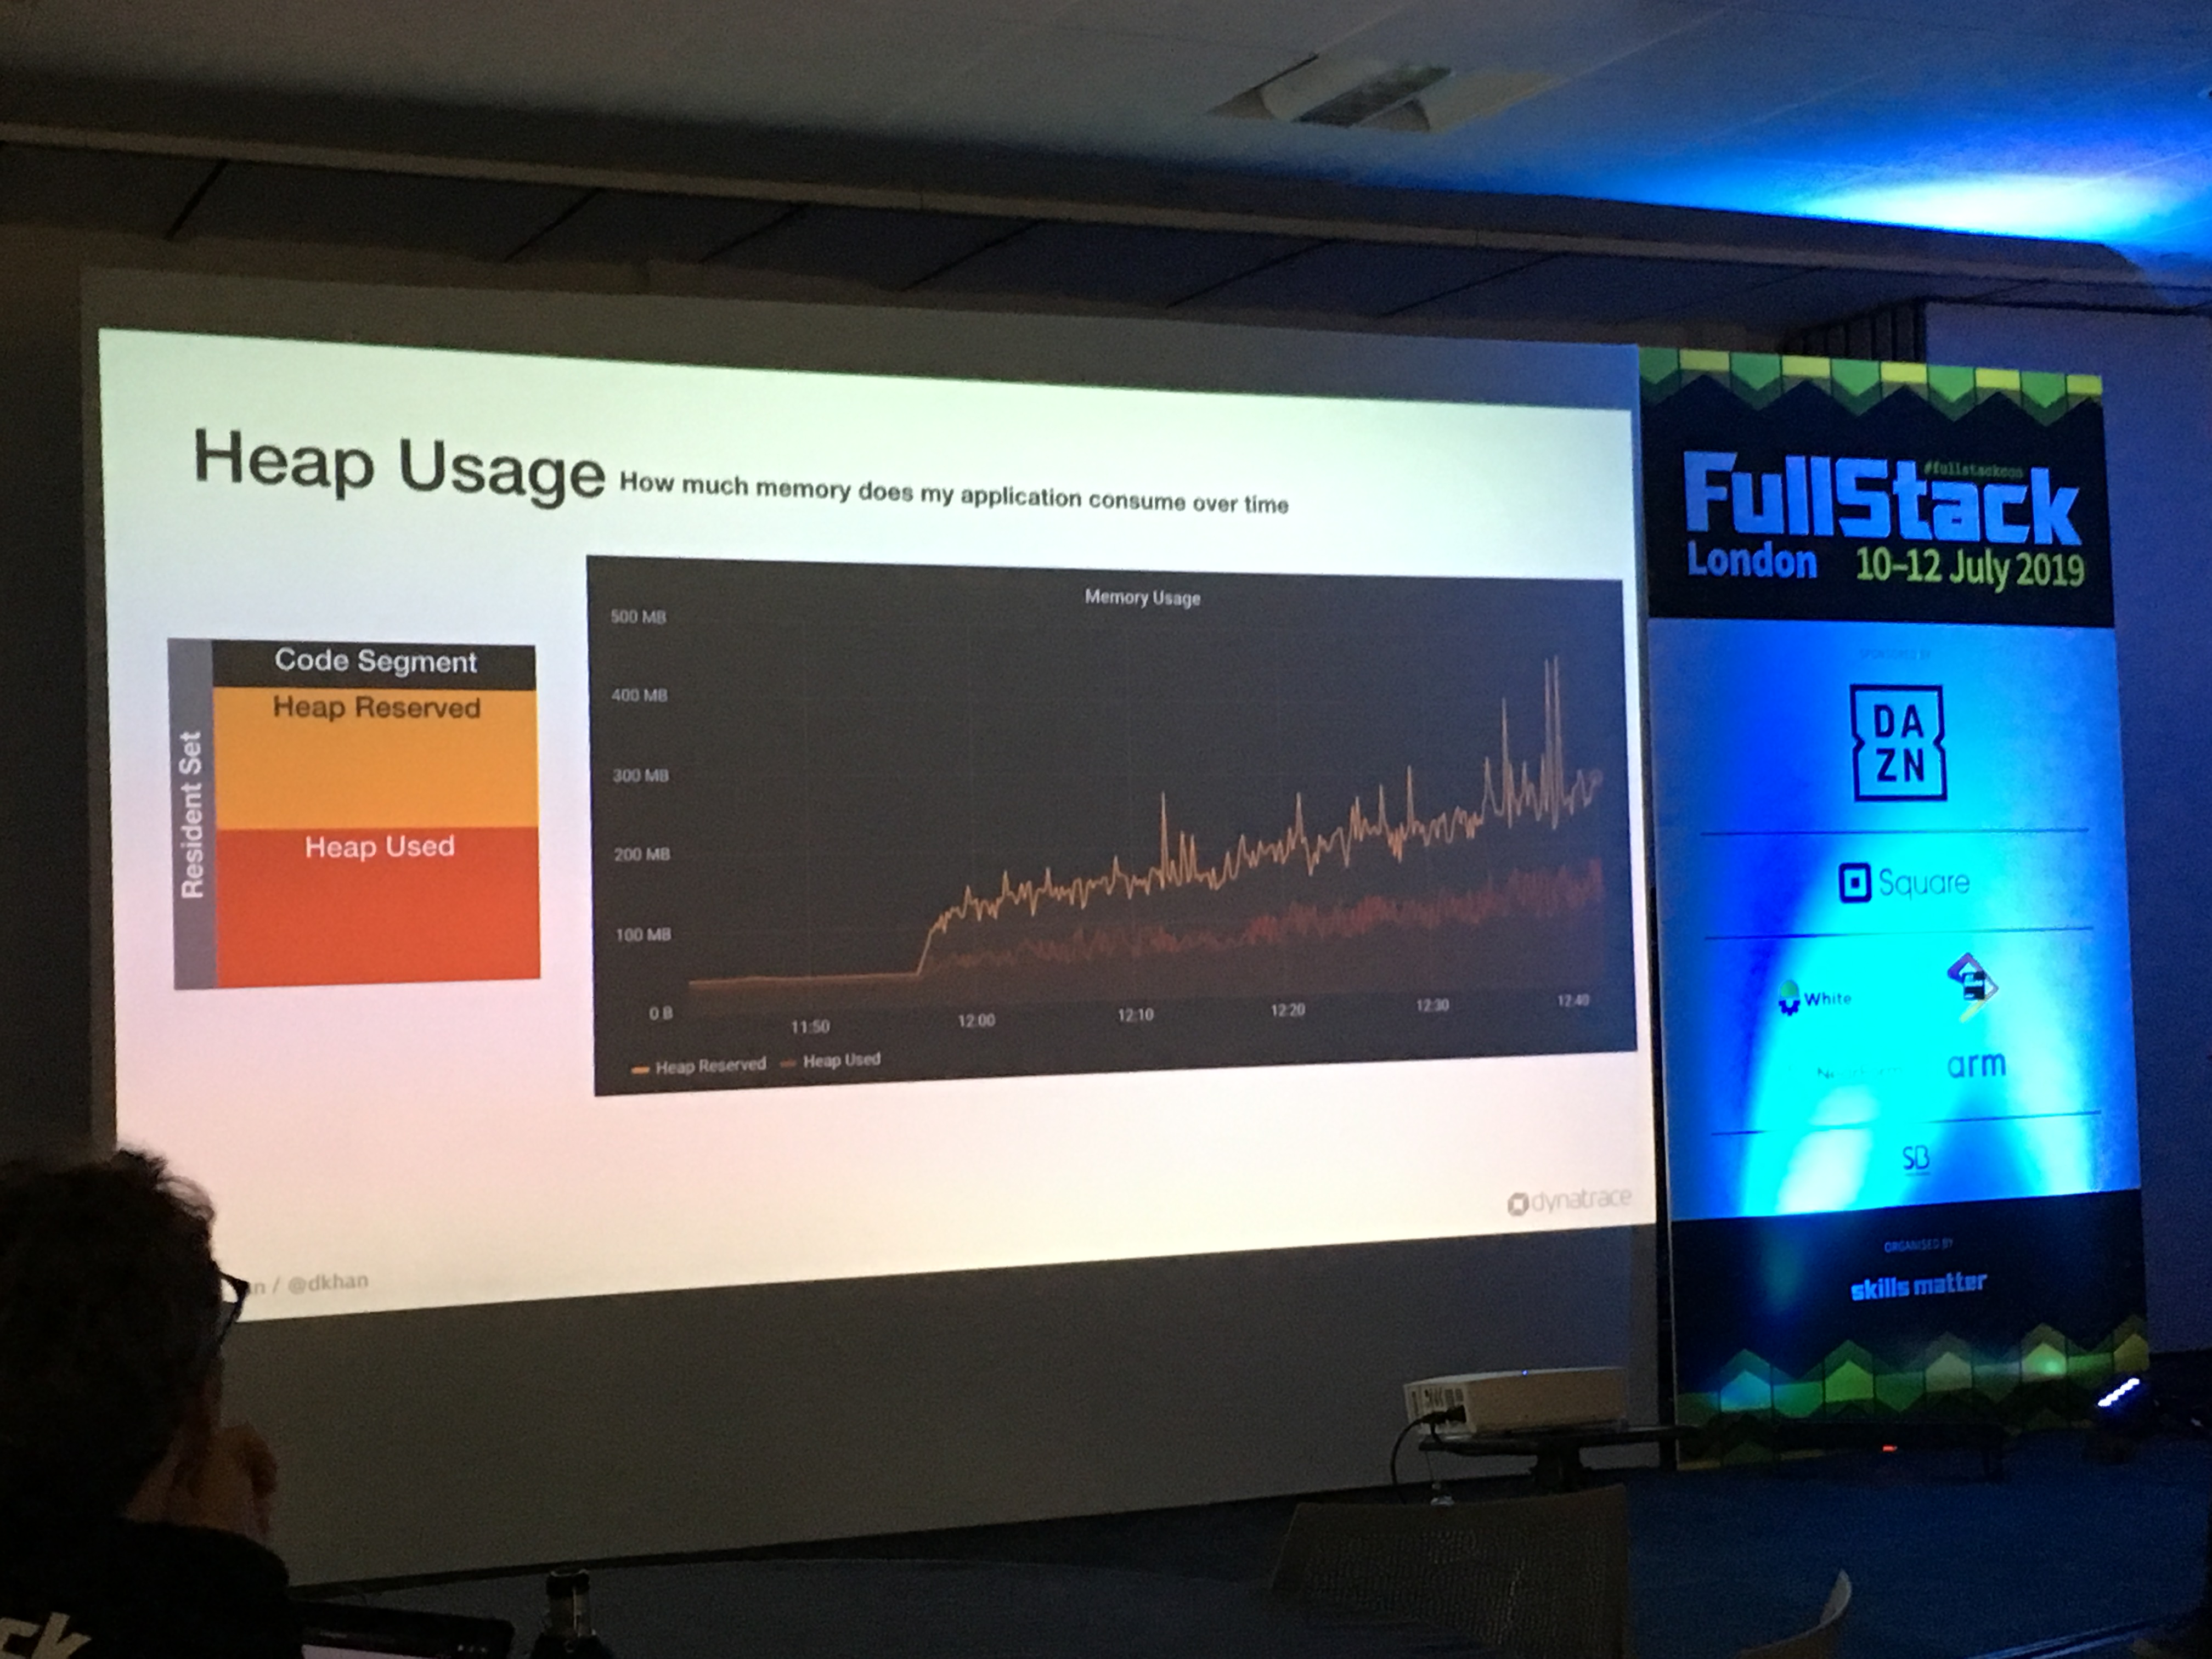 Heap Usage How much memory does my application consume over time
Resident Set
Code Segment
Heap Reserved
Heap Used
Memory Usage
500 MB
400 MB
300 MB
200 MB
100 MB
0 B
11:50
12:00
12:10
12:20
12:30
12:40
Heap Reserved
Heap Used
dynatrace
n / @dkhan
#fullstackcon
FullStack
London 10-12 July 2019
SPONSORED BY
DA
ZN
Square
White
arm
SB
ORGANISED BY
skills matter
ck